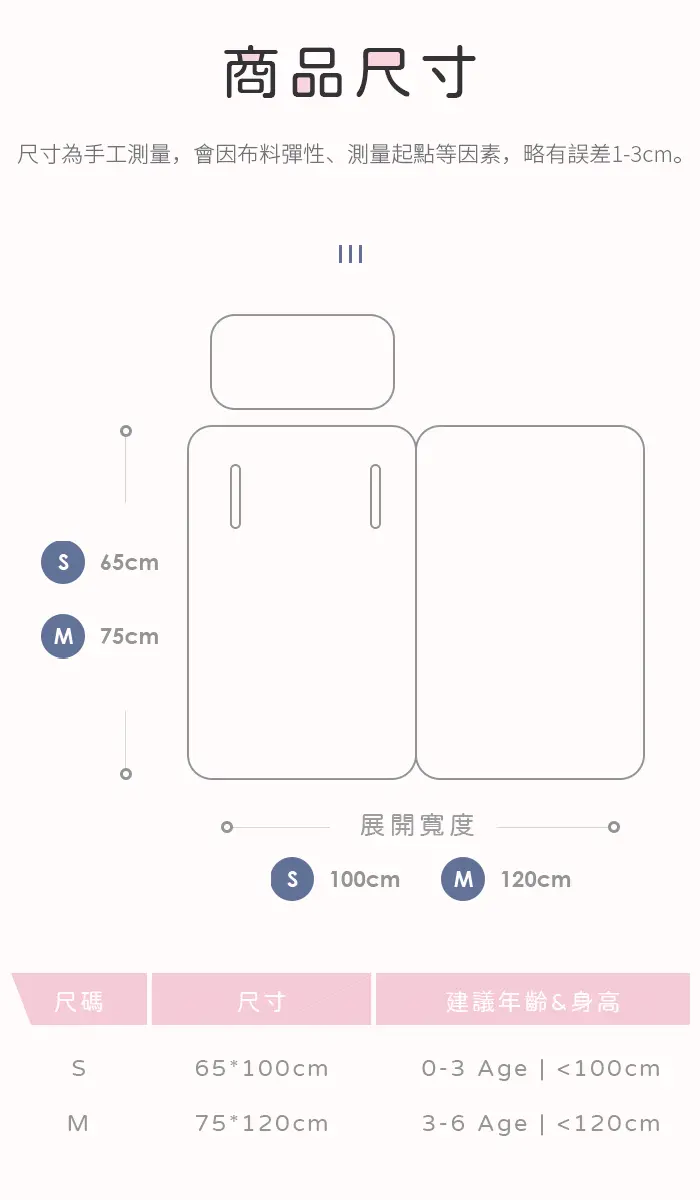 商品尺寸
尺寸為手工測量，會因布料彈性、測量起點等因素，略有誤差1-3cm。
S 65cm
M 75cm
展開寬度
S 100cm M 120cm
尺碼 尺寸 建議年齡&身高
S 65*100cm 0-3 Age | <100cm
M 75*120cm 3-6 Age | <120cm